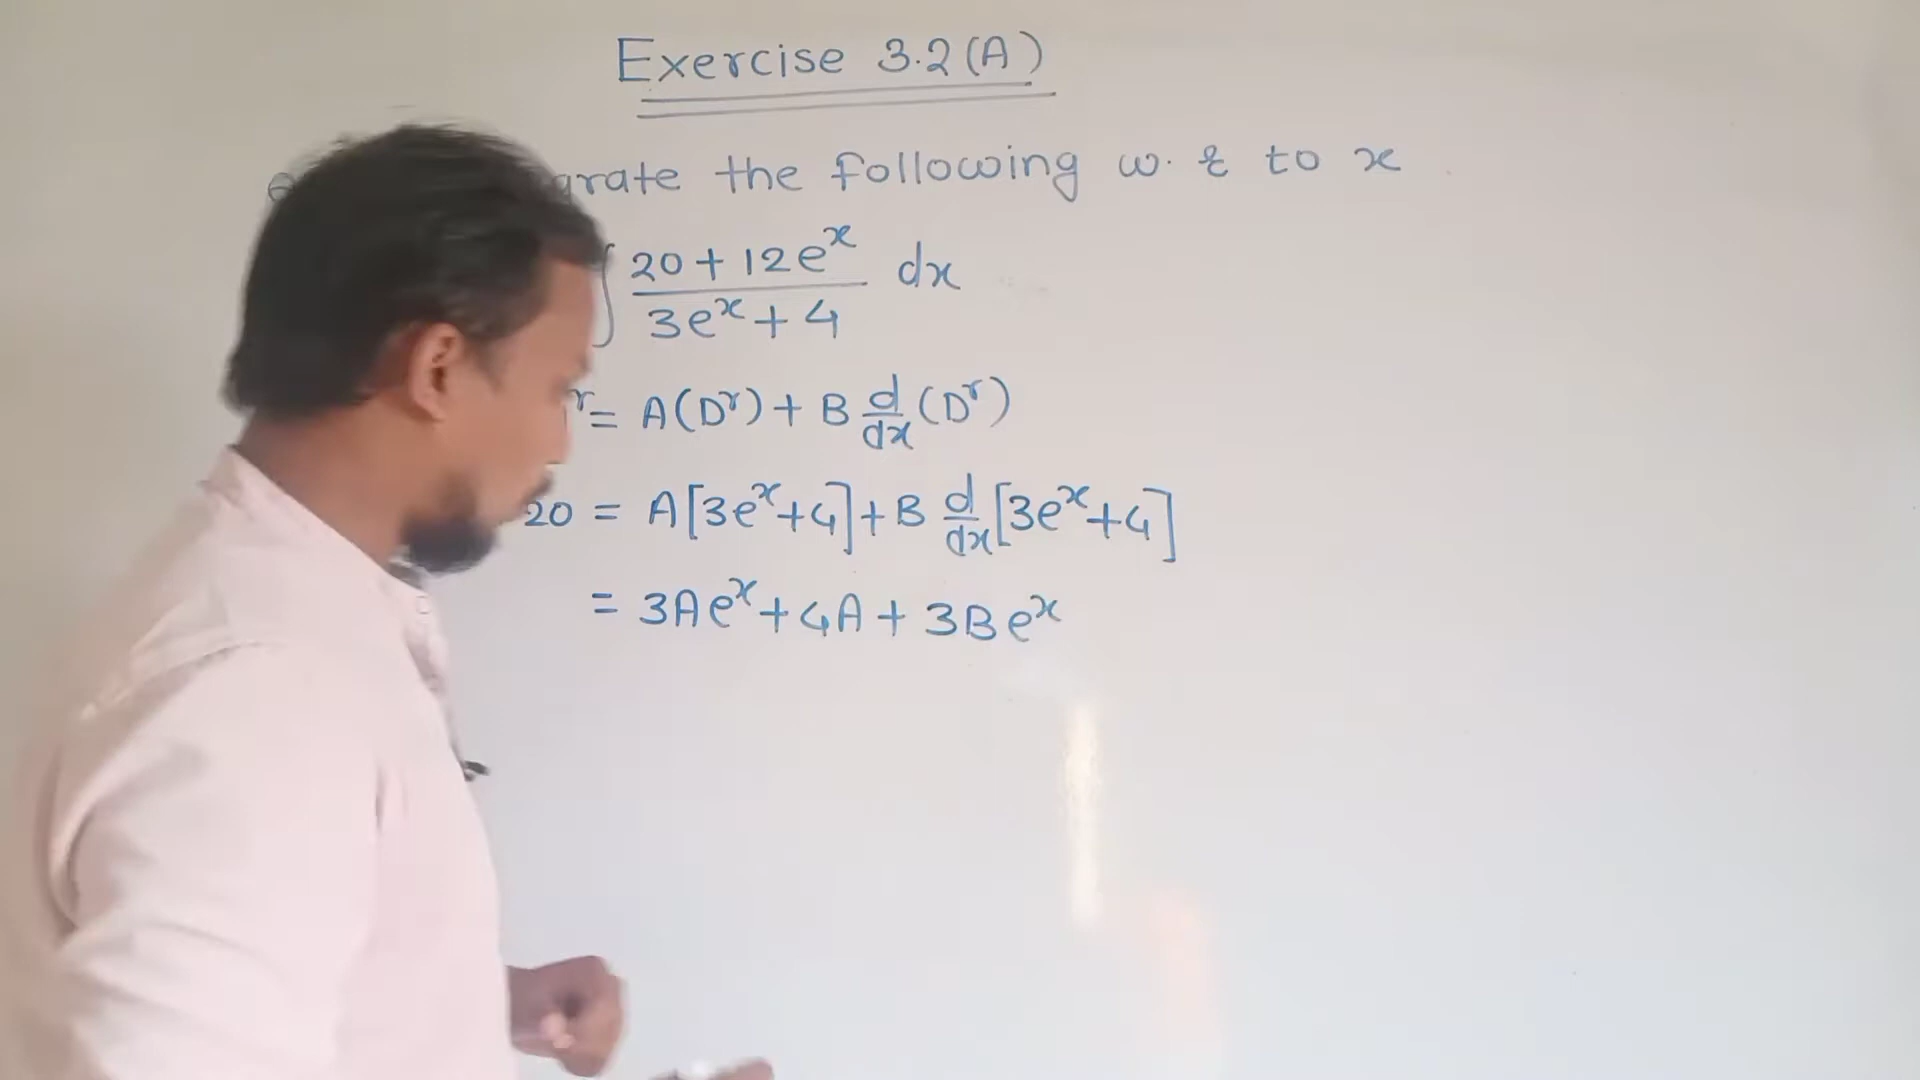 Exercise 3.2(A)
the following w. r to x
∫ 20 + 12e^x / 3e^x + 4 dx
r = A(D^r) + B d/dx (D^r)
20 = A[3e^x+4] + B d/dx [3e^x+4]
= 3Ae^x + 4A + 3Be^x